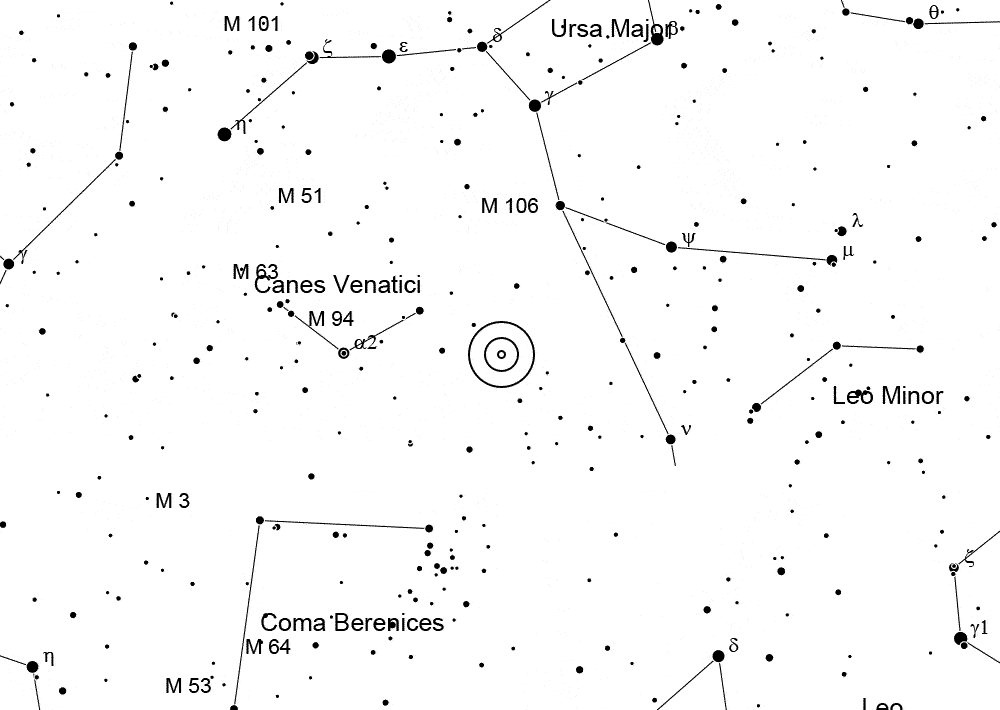 θ
M 101
Ursa Major
β
ζ
ε
δ
γ
η
M 51
M 106
λ
ψ
μ
γ
M 63
Canes Venatici
M 94
α2
Leo Minor
ν
M 3
ζ
Coma Berenices
γ1
M 64
δ
η
M 53
Leo